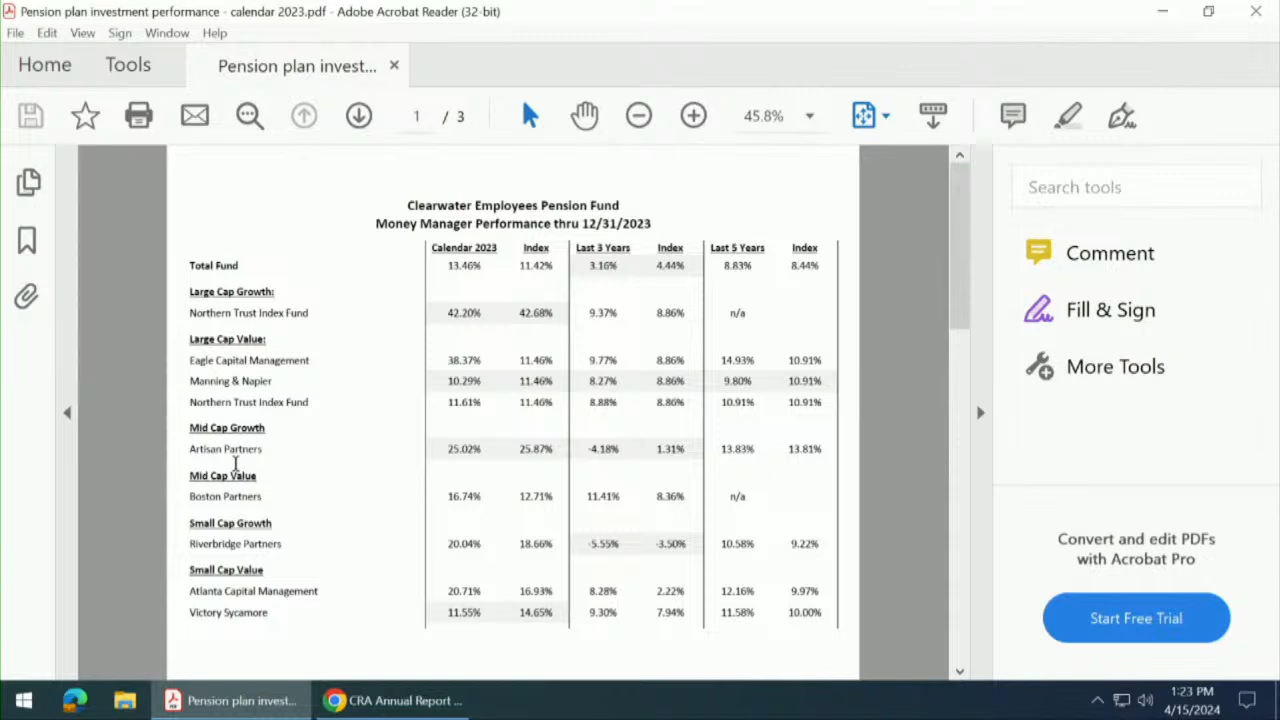 Pension plan investment performance - calendar 2023.pdf - Adobe Acrobat Reader (32-bit)
File Edit View Sign Window Help
Home Tools Pension plan invest... ×
1 / 3 45.8%
Search tools
Comment
Fill & Sign
More Tools
Convert and edit PDFs
with Acrobat Pro
Start Free Trial
Clearwater Employees Pension Fund
Money Manager Performance thru 12/31/2023
Calendar 2023 Index Last 3 Years Index Last 5 Years Index
Total Fund 13.46% 11.42% 3.16% 4.44% 8.83% 8.44%
Large Cap Growth:
Northern Trust Index Fund 42.20% 42.68% 9.37% 8.86% n/a
Large Cap Value:
Eagle Capital Management 38.37% 11.46% 9.77% 8.86% 14.93% 10.91%
Manning & Napier 10.29% 11.46% 8.27% 8.86% 9.80% 10.91%
Northern Trust Index Fund 11.61% 11.46% 8.88% 8.86% 10.91% 10.91%
Mid Cap Growth
Artisan Partners 25.02% 25.87% -4.18% 1.31% 13.83% 13.81%
Mid Cap Value
Boston Partners 16.74% 12.71% 11.41% 8.36% n/a
Small Cap Growth
Riverbridge Partners 20.04% 18.66% -5.55% -3.50% 10.58% 9.22%
Small Cap Value
Atlanta Capital Management 20.71% 16.93% 8.28% 2.22% 12.16% 9.97%
Victory Sycamore 11.55% 14.65% 9.30% 7.94% 11.58% 10.00%
Pension plan invest... CRA Annual Report ...
1:23 PM
4/15/2024